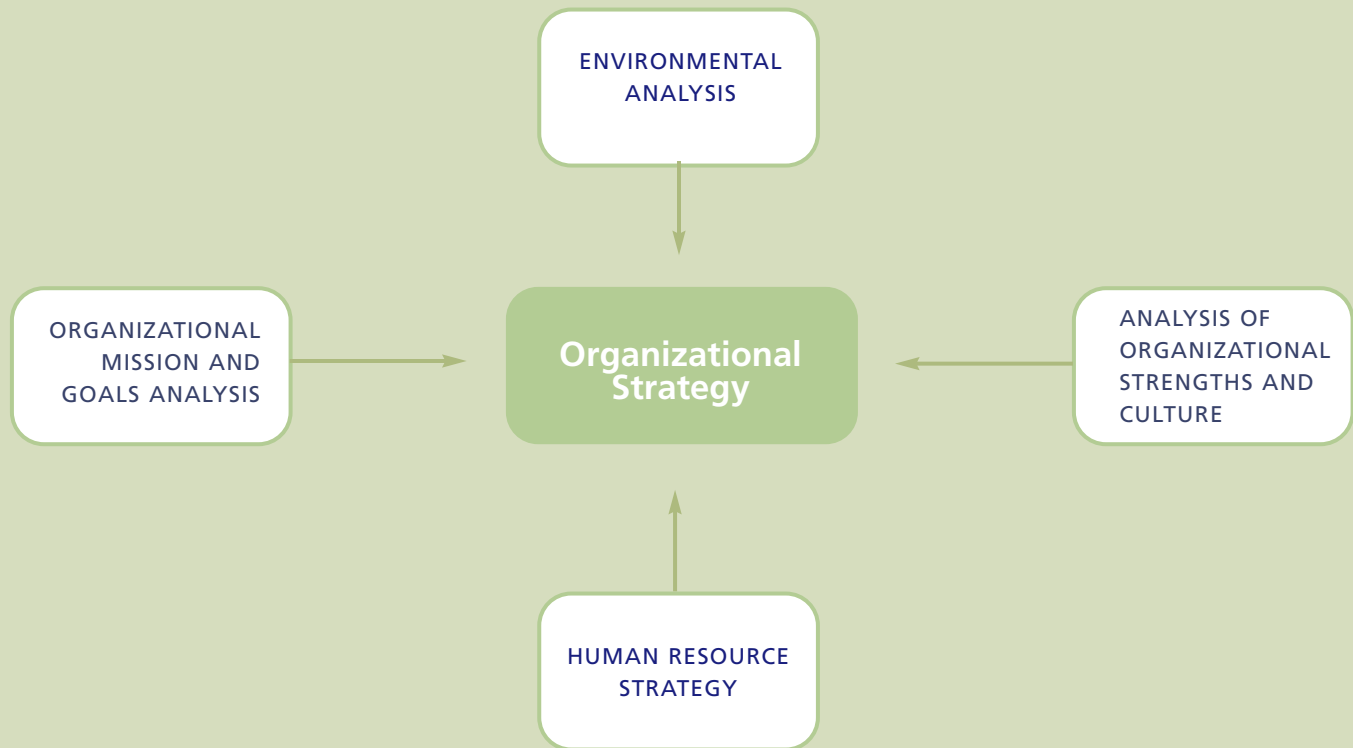 ENVIRONMENTAL
ANALYSIS
ORGANIZATIONAL
MISSION AND
GOALS ANALYSIS
Organizational
Strategy
ANALYSIS OF
ORGANIZATIONAL
STRENGTHS AND
CULTURE
HUMAN RESOURCE
STRATEGY